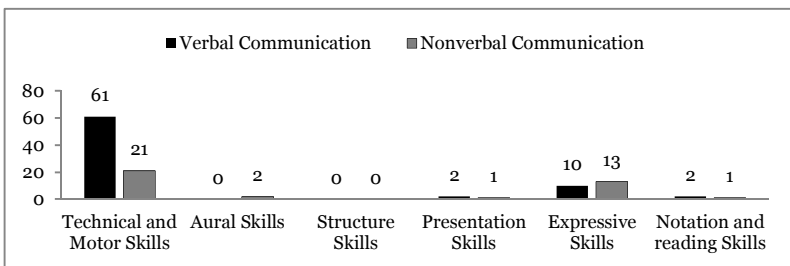 Verbal Communication Nonverbal Communication
80
60
40
20
0
61 21 0 2 0 0 2 1 10 13 2 1
Technical and Motor Skills
Aural Skills
Structure Skills
Presentation Skills
Expressive Skills
Notation and reading Skills